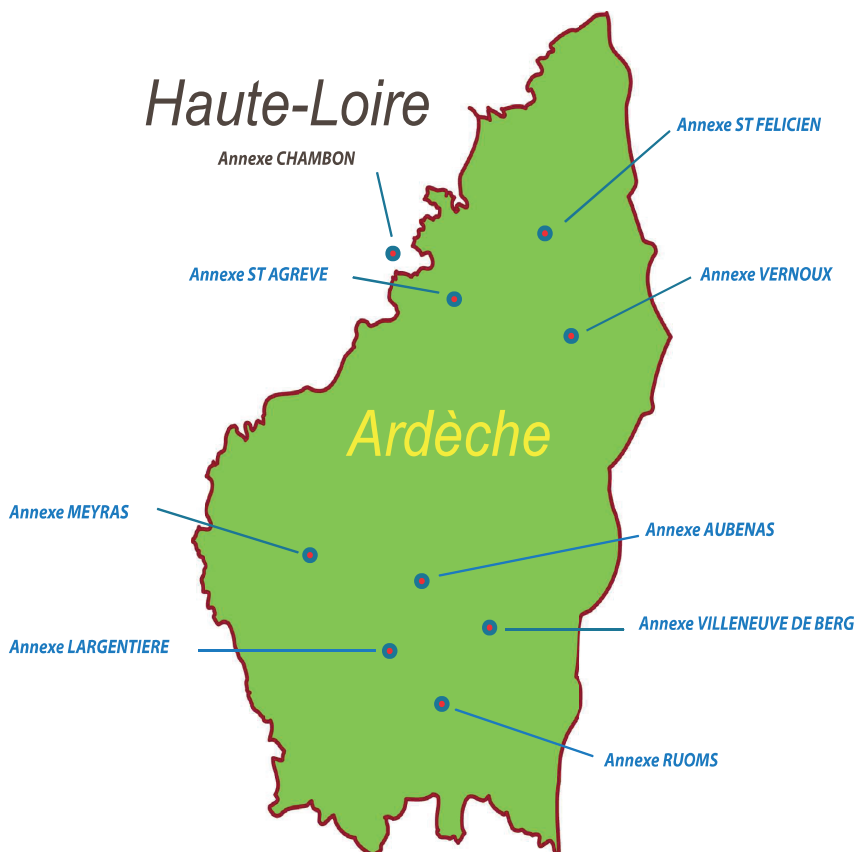 Haute-Loire
Annexe ST FELICIEN
Annexe CHAMBON
Annexe ST AGREVE
Annexe VERNOUX
Ardèche
Annexe MEYRAS
Annexe AUBENAS
Annexe VILLENEUVE DE BERG
Annexe LARGENTIERE
Annexe RUOMS